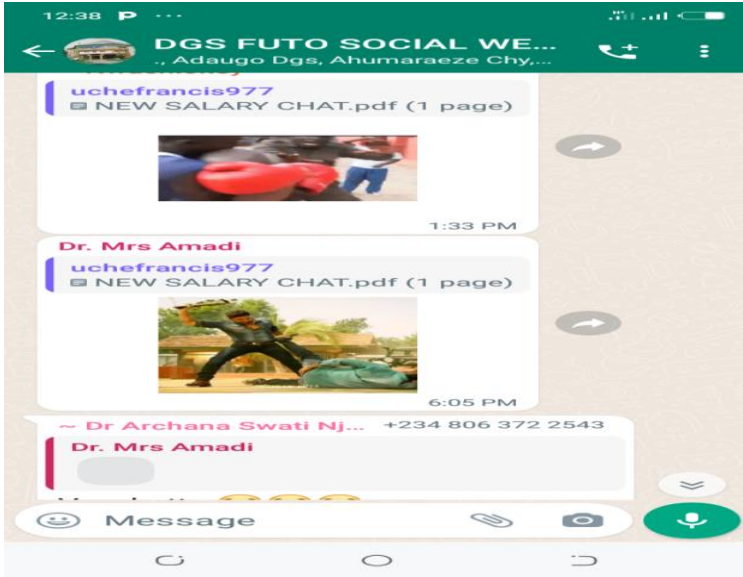 12:38 P ...
DGS FUTO SOCIAL WE...
., Adaugo Dgs, Ahumaraeze Chy,...
uchefrancis977
NEW SALARY CHAT.pdf (1 page)
1:33 PM
Dr. Mrs Amadi
uchefrancis977
NEW SALARY CHAT.pdf (1 page)
6:05 PM
~ Dr Archana Swati Nj... +234 806 372 2543
Dr. Mrs Amadi
Message